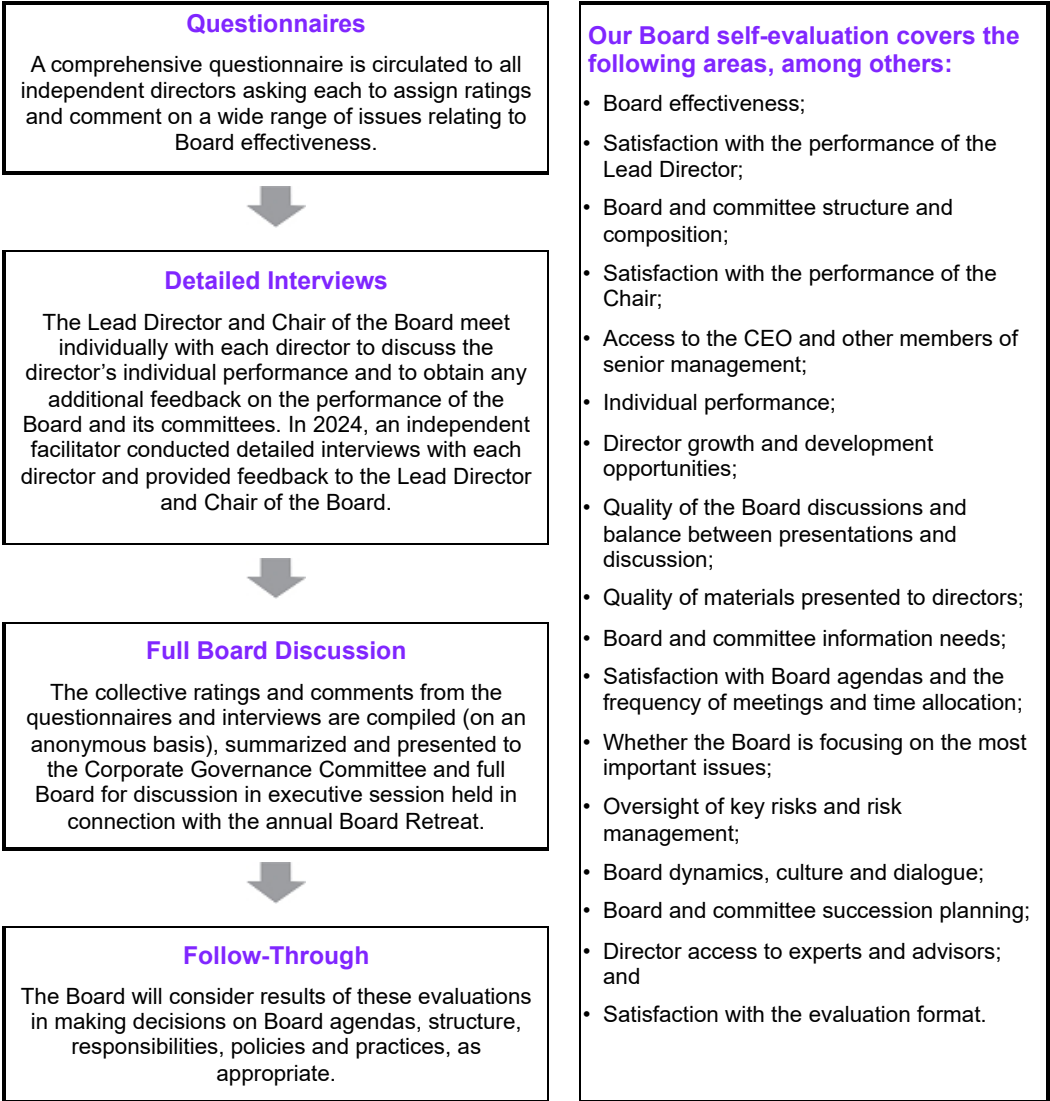 Questionnaires
A comprehensive questionnaire is circulated to all
independent directors asking each to assign ratings
and comment on a wide range of issues relating to
Board effectiveness.
Detailed Interviews
The Lead Director and Chair of the Board meet
individually with each director to discuss the
director’s individual performance and to obtain any
additional feedback on the performance of the
Board and its committees. In 2024, an independent
facilitator conducted detailed interviews with each
director and provided feedback to the Lead Director
and Chair of the Board.
Full Board Discussion
The collective ratings and comments from the
questionnaires and interviews are compiled (on an
anonymous basis), summarized and presented to
the Corporate Governance Committee and full
Board for discussion in executive session held in
connection with the annual Board Retreat.
Follow-Through
The Board will consider results of these evaluations
in making decisions on Board agendas, structure,
responsibilities, policies and practices, as
appropriate.
Our Board self-evaluation covers the
following areas, among others:
• Board effectiveness;
• Satisfaction with the performance of the
Lead Director;
• Board and committee structure and
composition;
• Satisfaction with the performance of the
Chair;
• Access to the CEO and other members of
senior management;
• Individual performance;
• Director growth and development
opportunities;
• Quality of the Board discussions and
balance between presentations and
discussion;
• Quality of materials presented to directors;
• Board and committee information needs;
• Satisfaction with Board agendas and the
frequency of meetings and time allocation;
• Whether the Board is focusing on the most
important issues;
• Oversight of key risks and risk
management;
• Board dynamics, culture and dialogue;
• Board and committee succession planning;
• Director access to experts and advisors;
and
• Satisfaction with the evaluation format.